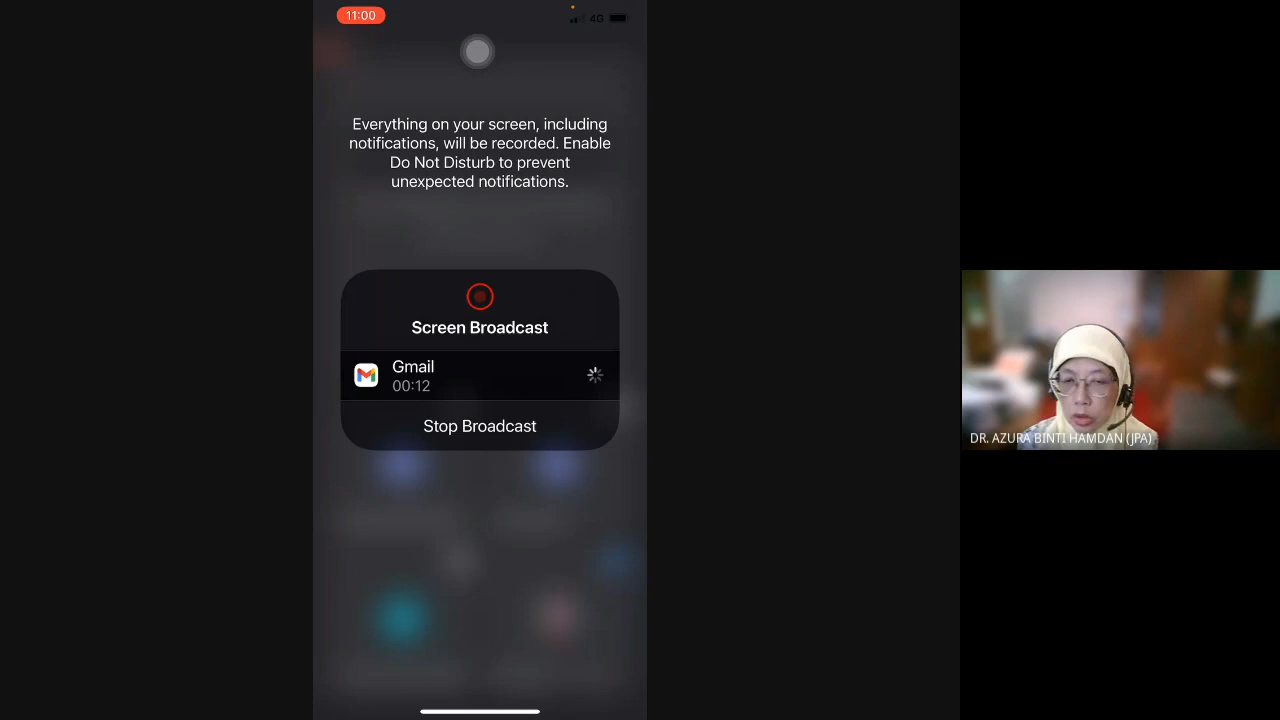 11:00
4G
Everything on your screen, including
notifications, will be recorded. Enable
Do Not Disturb to prevent
unexpected notifications.
Screen Broadcast
Gmail
00:12
Stop Broadcast
DR. AZURA BINTI HAMDAN (JPA)